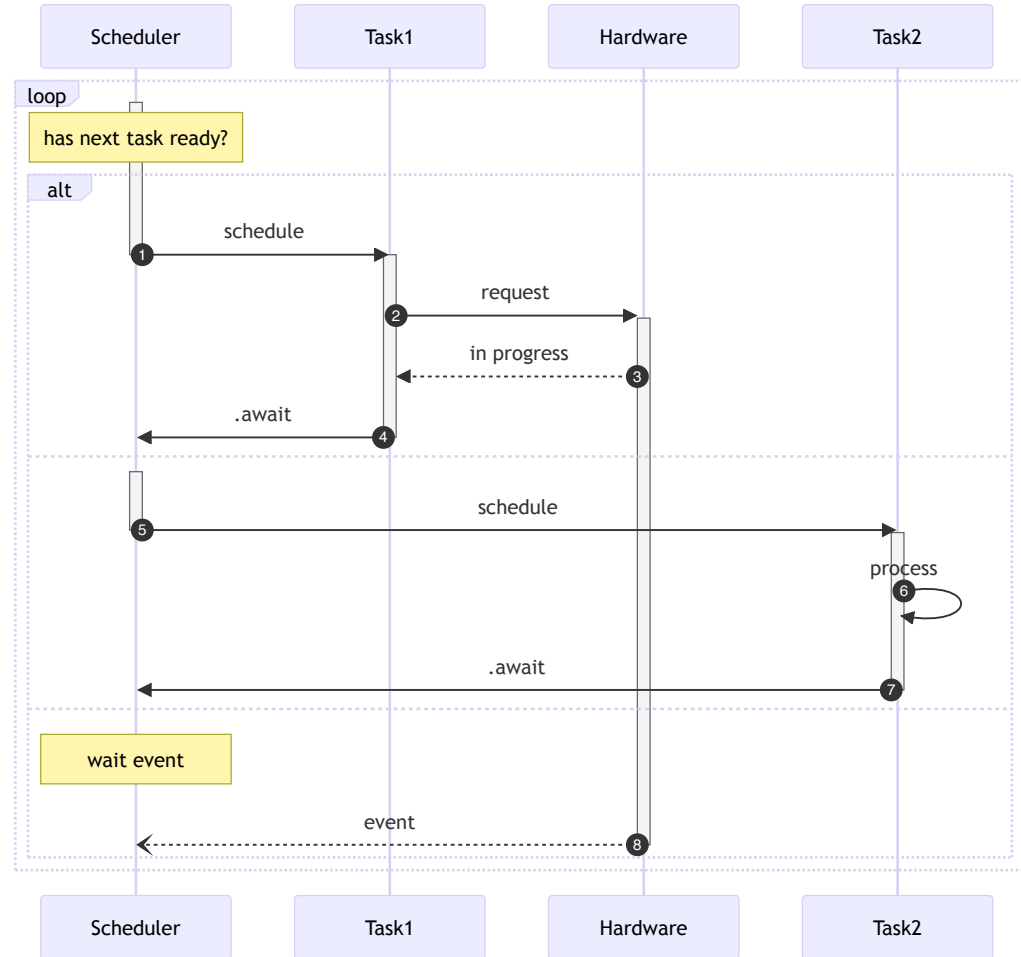 Scheduler
Task1
Hardware
Task2
loop
has next task ready?
alt
schedule
1
request
2
in progress
3
.await
4
schedule
5
process
6
.await
7
wait event
event
8
Scheduler
Task1
Hardware
Task2